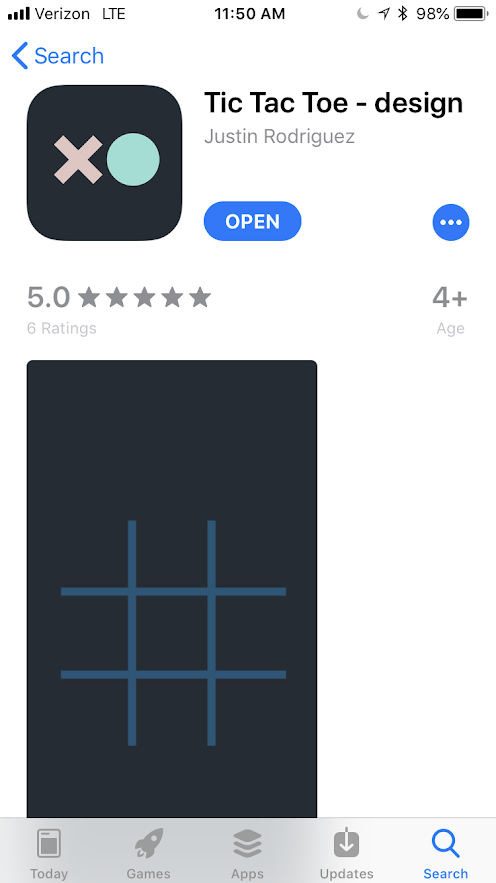 Verizon LTE 11:50 AM 98%
Search
Tic Tac Toe - design
Justin Rodriguez
OPEN
5.0 4+
6 Ratings Age
Today Games Apps Updates Search